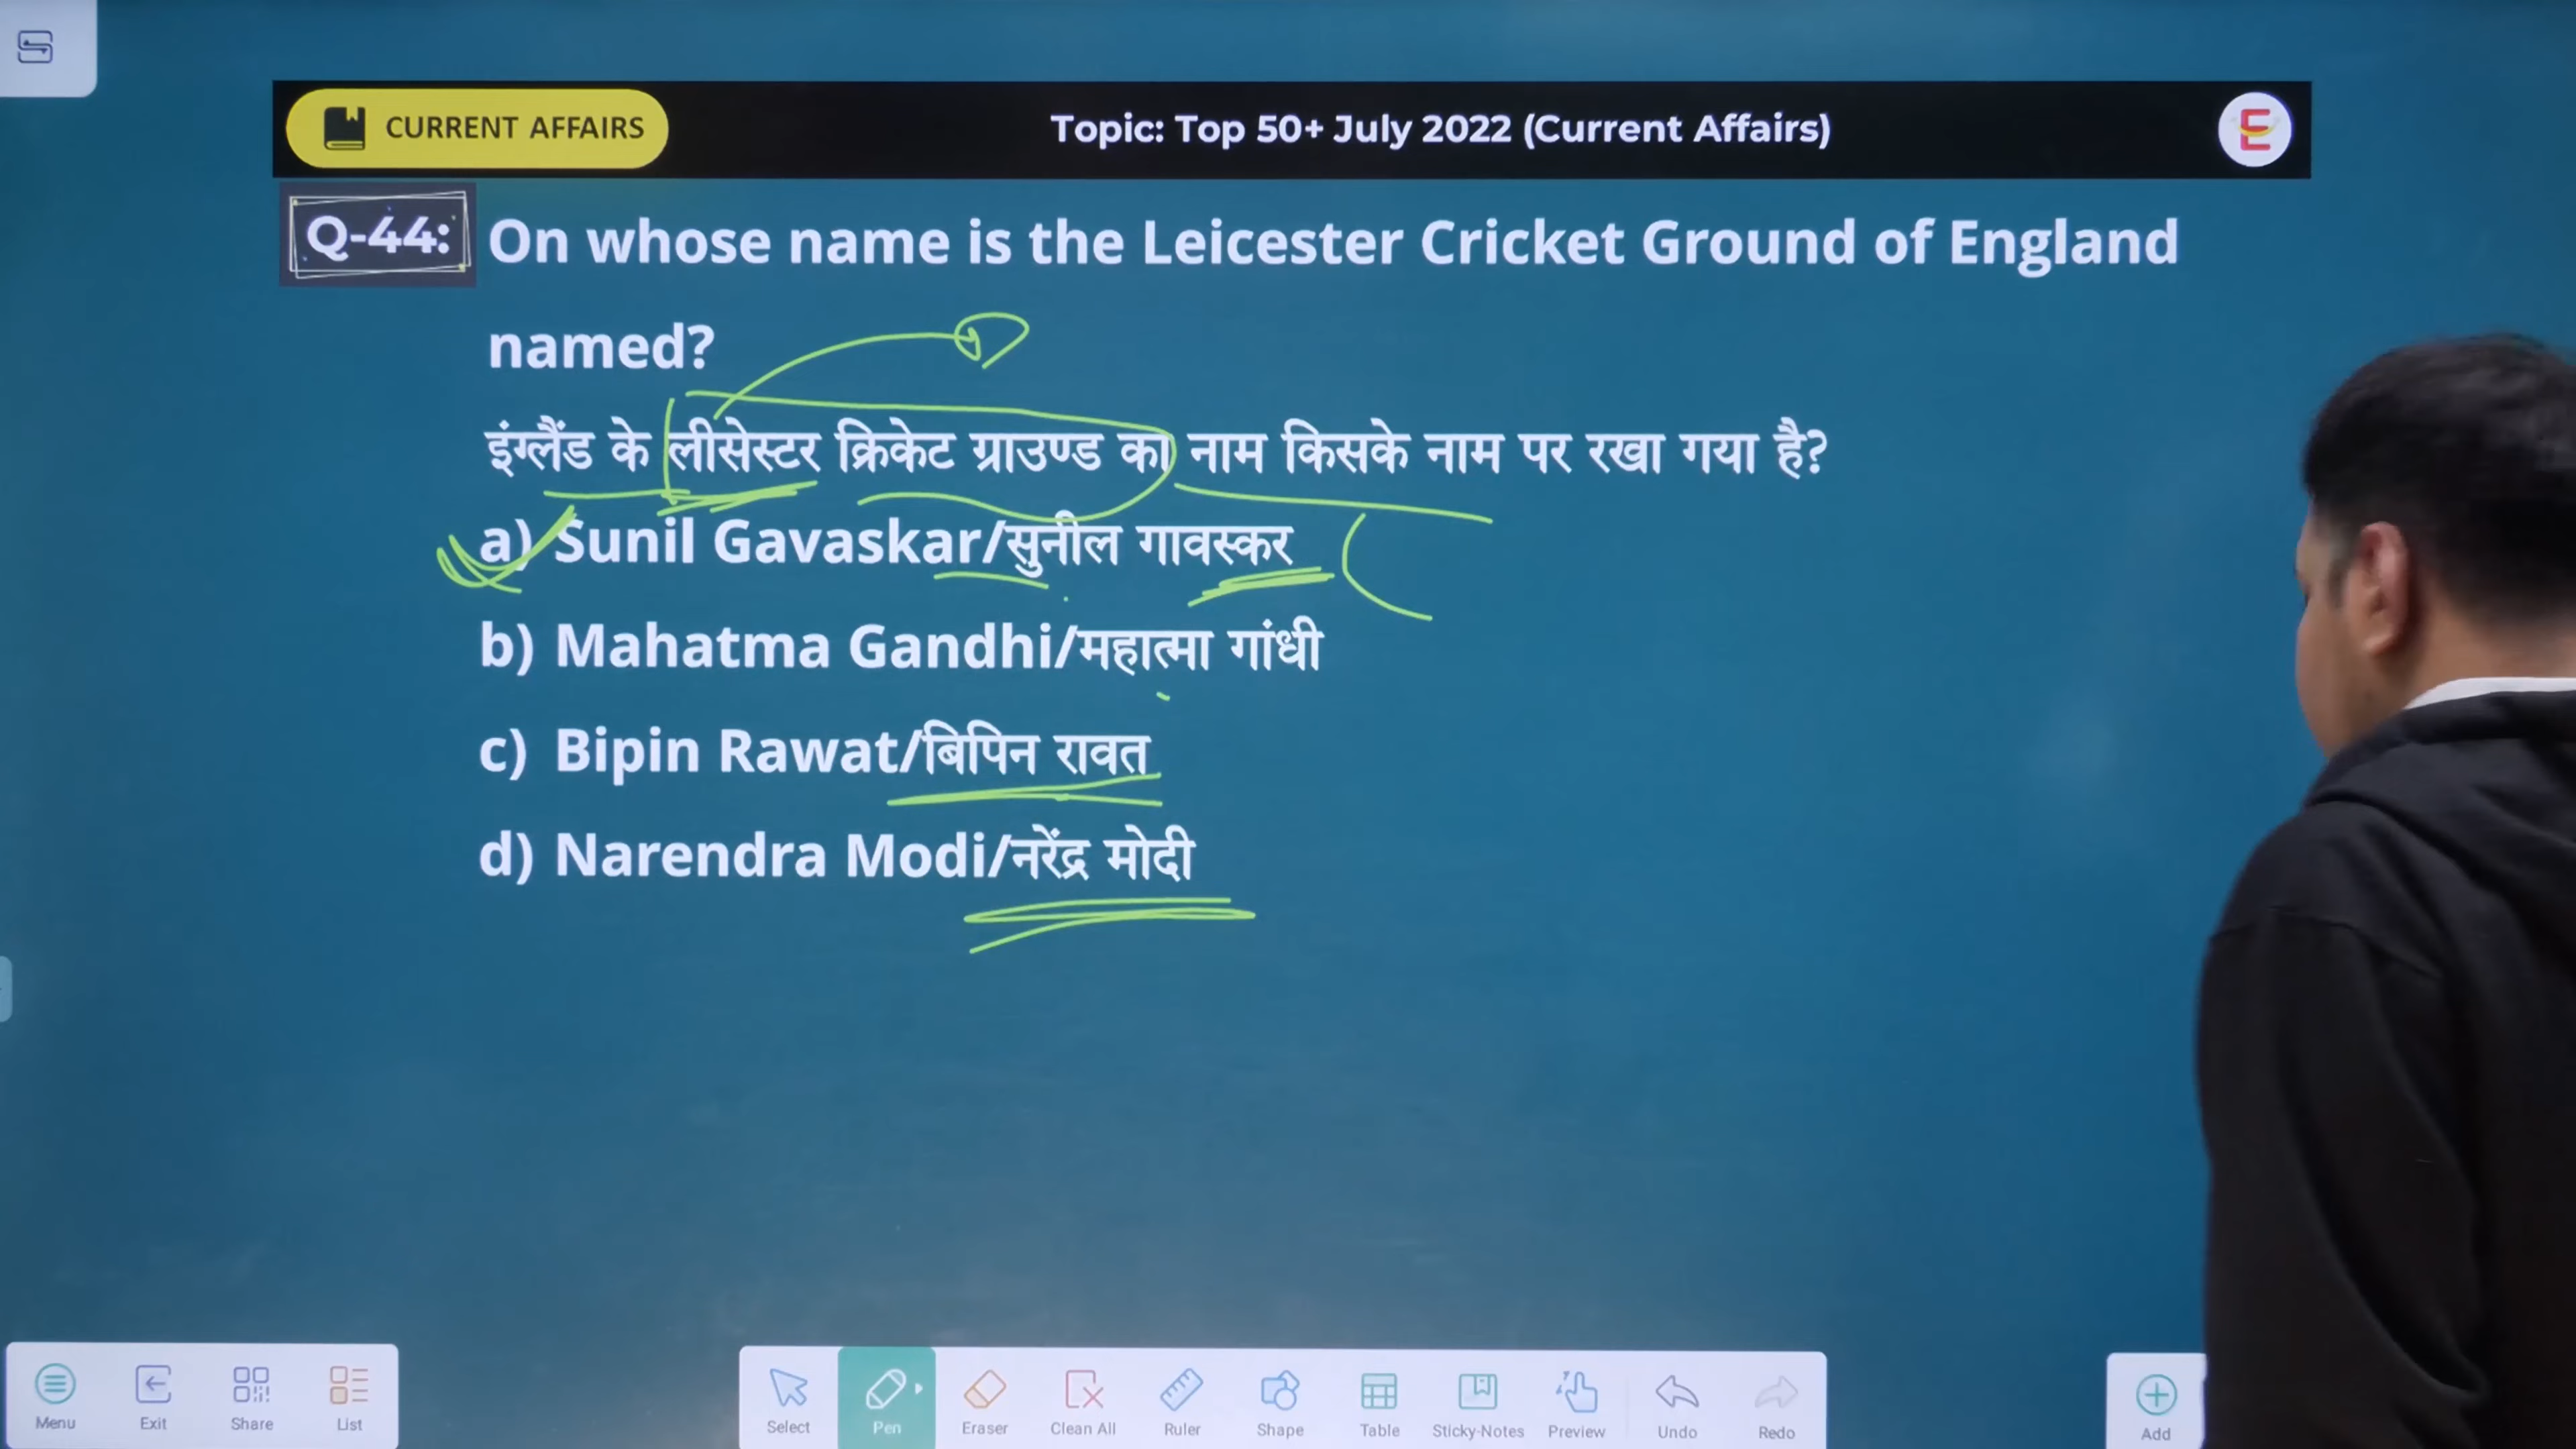 CURRENT AFFAIRS
Topic: Top 50+ July 2022 (Current Affairs)
E
Q-44: On whose name is the Leicester Cricket Ground of England
named?
इंग्लैंड के लीसेस्टर क्रिकेट ग्राउण्ड का नाम किसके नाम पर रखा गया है?
a) Sunil Gavaskar/सुनील गावस्कर
b) Mahatma Gandhi/महात्मा गांधी
c) Bipin Rawat/बिपिन रावत
d) Narendra Modi/नरेंद्र मोदी
Menu Exit Share List Select Pen Eraser Clean All Ruler Shape Table Sticky-Notes Preview Undo Redo Add